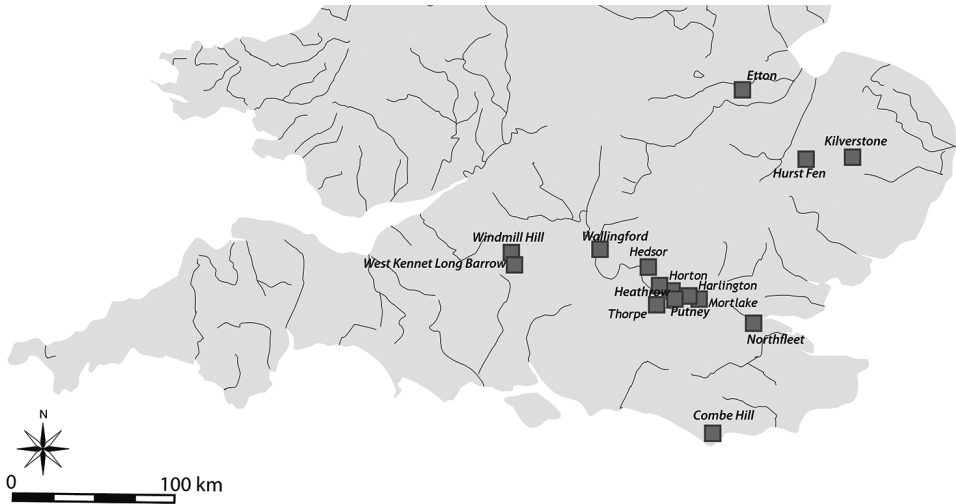 Etton
Kilverstone
Hurst Fen
Windmill Hill
Wallingford
West Kennet Long Barrow
Hedsor
Horton
Heathrow
Harlington
Mortlake
Thorpe
Putney
Northfleet
Combe Hill
N
0
100 km